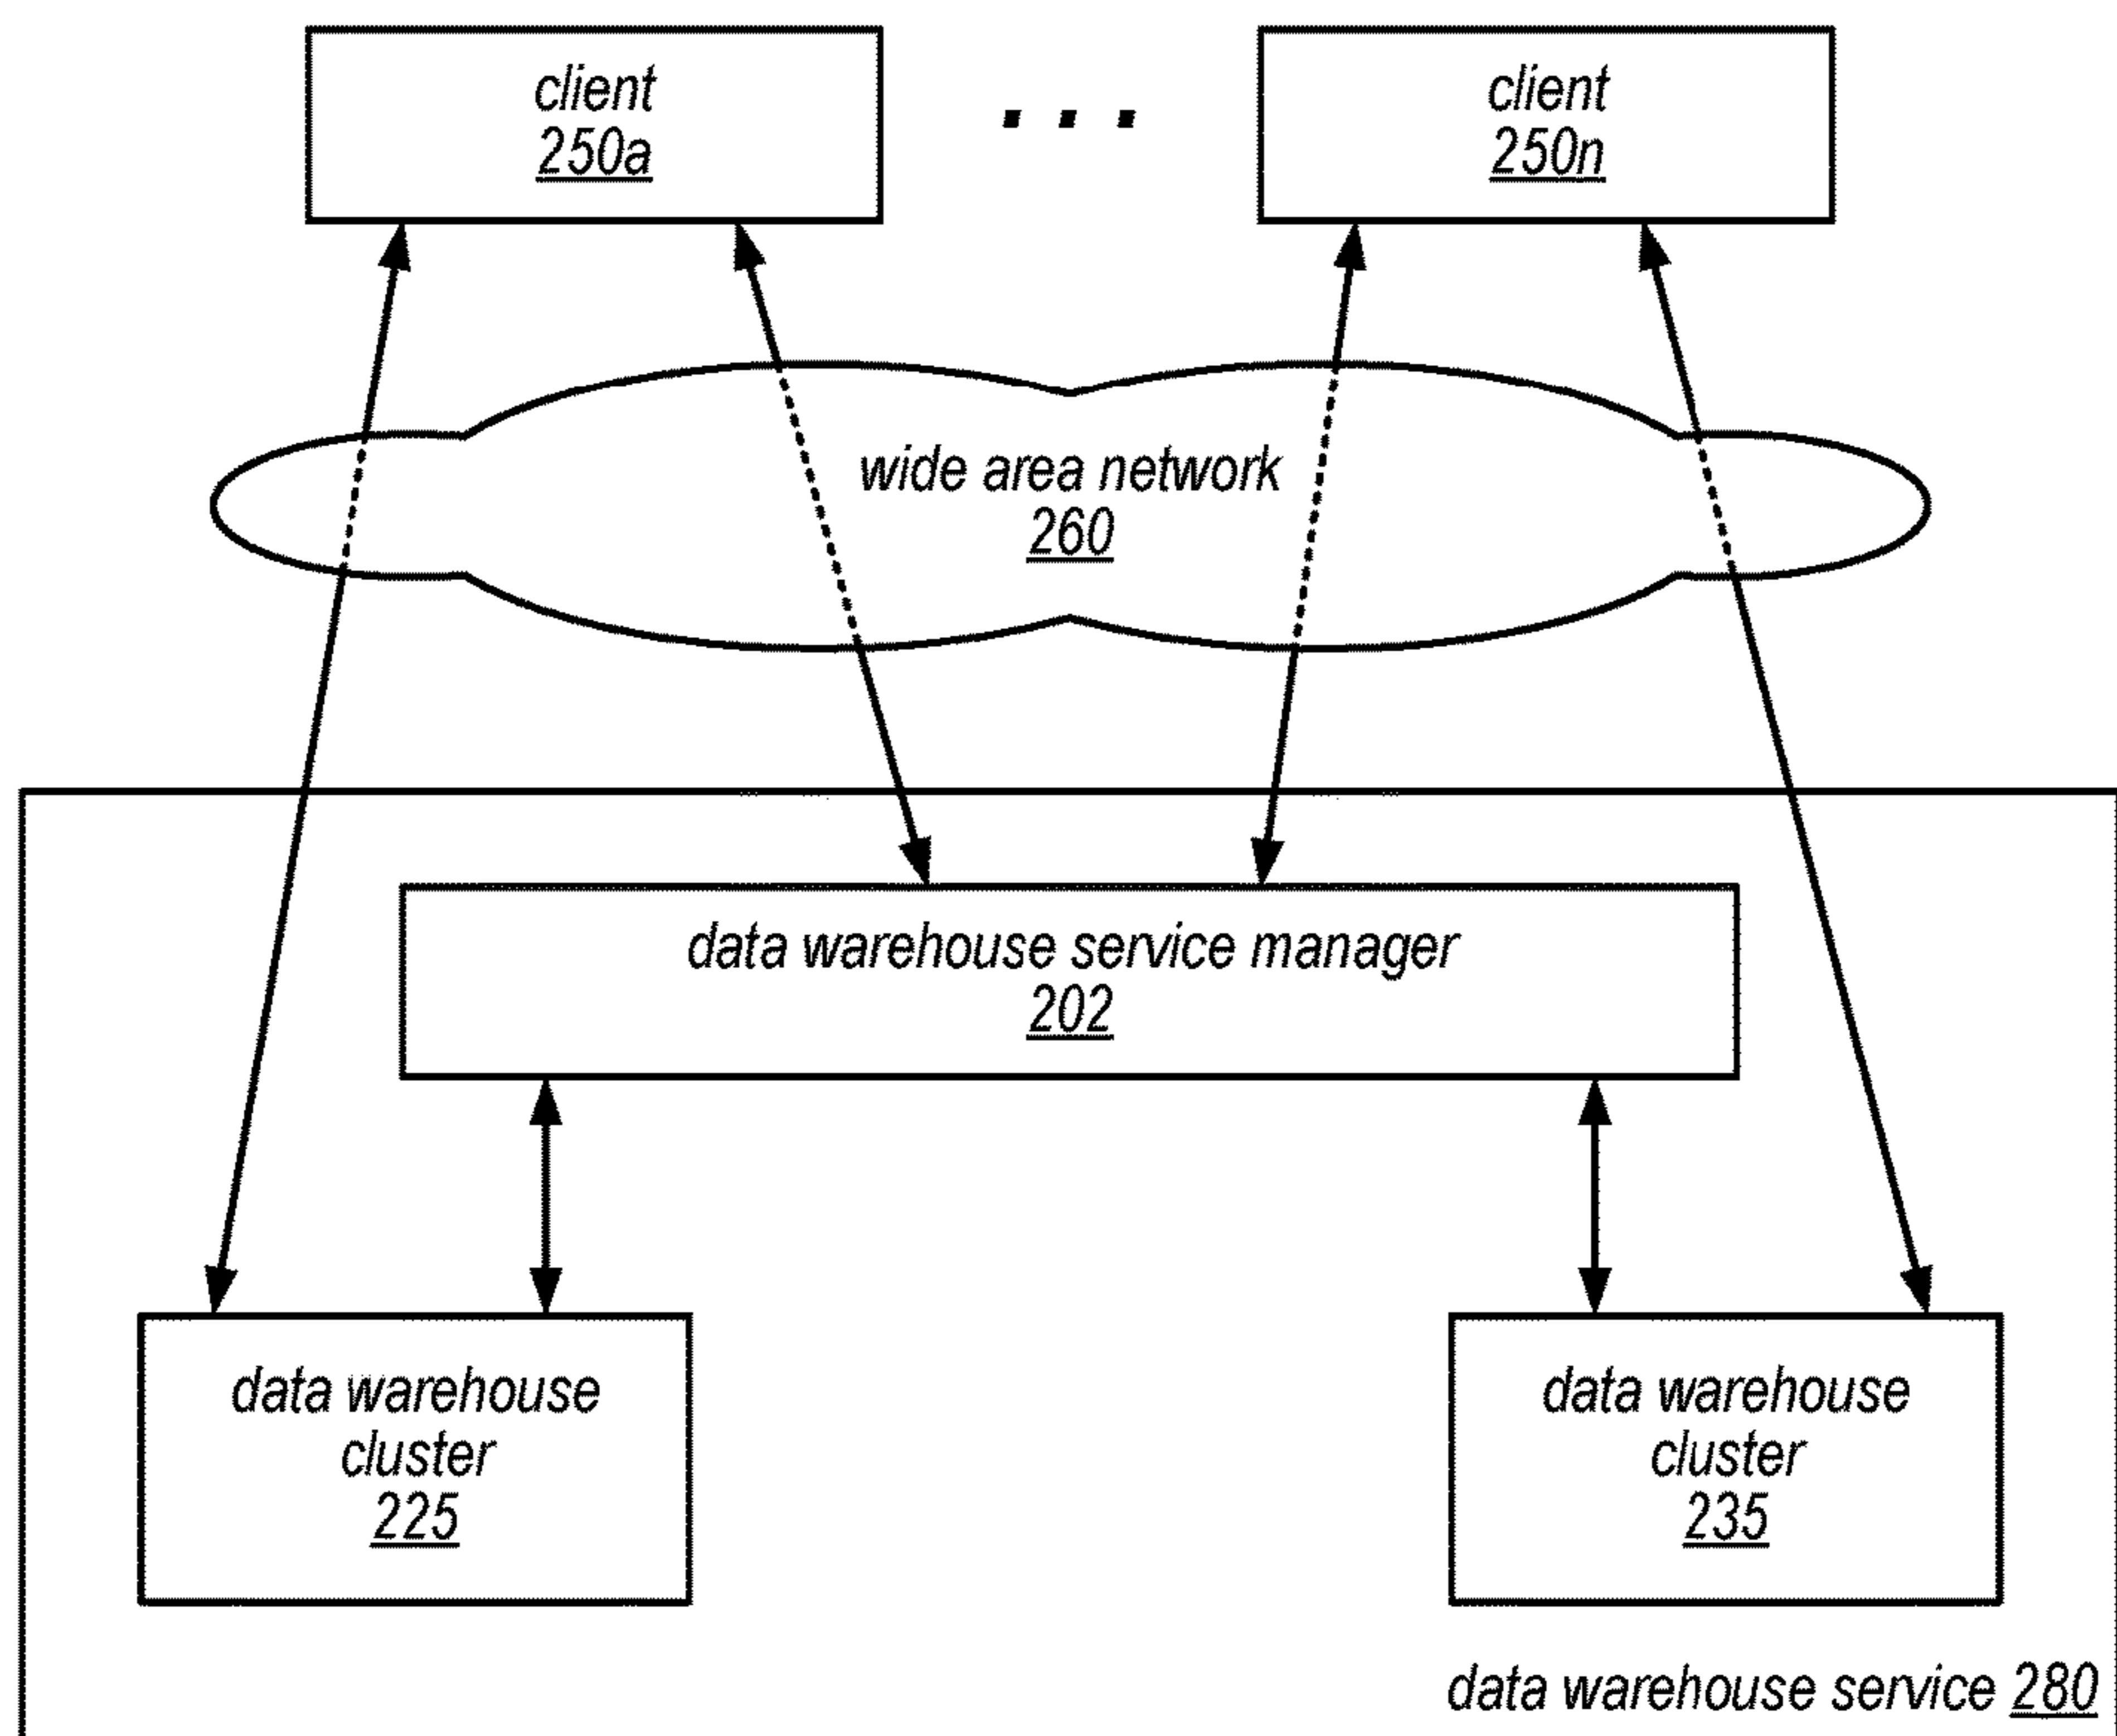 client
250a
. . .
client
250n
wide area network
260
data warehouse service manager
202
data warehouse
cluster
225
data warehouse
cluster
235
data warehouse service 280